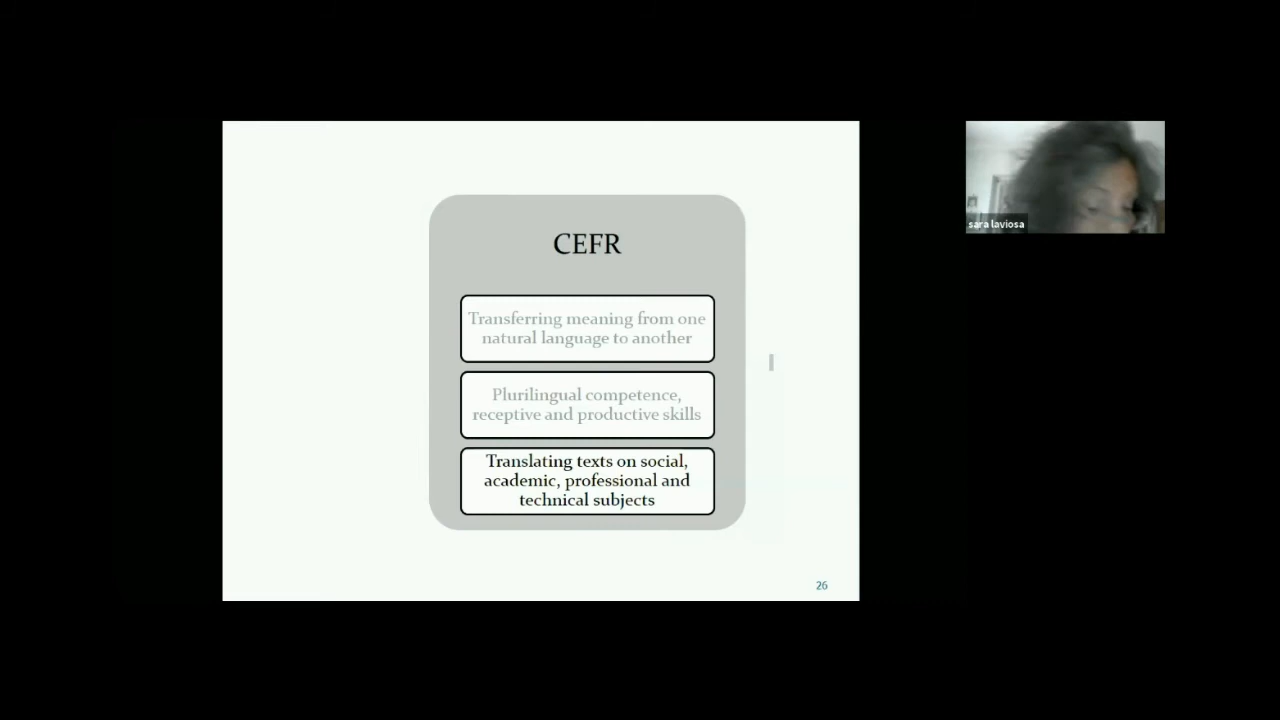 CEFR
Transferring meaning from one
natural language to another
Plurilingual competence,
receptive and productive skills
Translating texts on social,
academic, professional and
technical subjects
26
sara laviosa